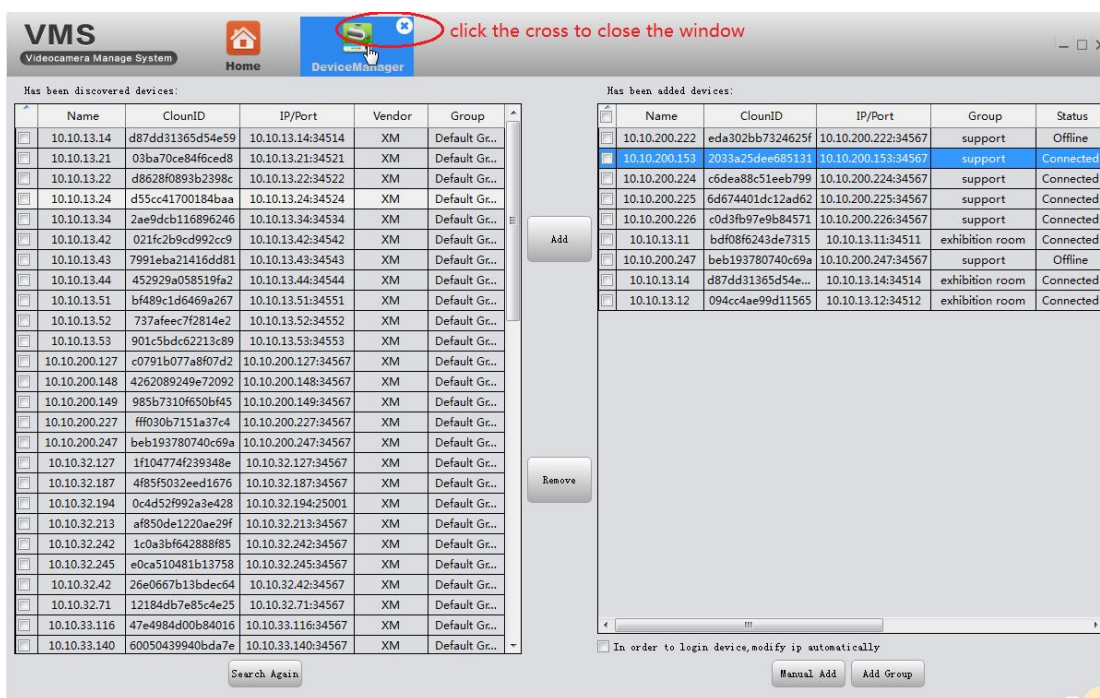 VMS
Videocamera Manage System
Home
DeviceManager
click the cross to close the window
Has been discovered devices:
Name ClounID IP/Port Vendor Group
10.10.13.14 d87dd31365d54e59 10.10.13.14:34514 XM Default Gr...
10.10.13.21 03ba70ce84f6ced8 10.10.13.21:34521 XM Default Gr...
10.10.13.22 d8628f0893b2398c 10.10.13.22:34522 XM Default Gr...
10.10.13.24 d55cc41700184baa 10.10.13.24:34524 XM Default Gr...
10.10.13.34 2ae9dcb116896246 10.10.13.34:34534 XM Default Gr...
10.10.13.42 021fc2b9cd992cc9 10.10.13.42:34542 XM Default Gr...
10.10.13.43 7991eba21416dd81 10.10.13.43:34543 XM Default Gr...
10.10.13.44 452929a058519fa2 10.10.13.44:34544 XM Default Gr...
10.10.13.51 bf489c1d6469a267 10.10.13.51:34551 XM Default Gr...
10.10.13.52 737afeec7f2814e2 10.10.13.52:34552 XM Default Gr...
10.10.13.53 901c5bdc62213c89 10.10.13.53:34553 XM Default Gr...
10.10.200.127 c0791b077a8f07d2 10.10.200.127:34567 XM Default Gr...
10.10.200.148 4262089249e72092 10.10.200.148:34567 XM Default Gr...
10.10.200.149 985b7310f650bf45 10.10.200.149:34567 XM Default Gr...
10.10.200.227 fff030b7151a37c4 10.10.200.227:34567 XM Default Gr...
10.10.200.247 beb193780740c69a 10.10.200.247:34567 XM Default Gr...
10.10.32.127 1f104774f239348e 10.10.32.127:34567 XM Default Gr...
10.10.32.187 4f85f5032eed1676 10.10.32.187:34567 XM Default Gr...
10.10.32.194 0c4d52f992a3e428 10.10.32.194:25001 XM Default Gr...
10.10.32.213 af850de1220ae29f 10.10.32.213:34567 XM Default Gr...
10.10.32.242 1c0a3bf642888f85 10.10.32.242:34567 XM Default Gr...
10.10.32.245 e0ca510481b13758 10.10.32.245:34567 XM Default Gr...
10.10.32.42 26e0667b13bdec64 10.10.32.42:34567 XM Default Gr...
10.10.32.71 12184db7e85c4e25 10.10.32.71:34567 XM Default Gr...
10.10.33.116 47e4984d00b84016 10.10.33.116:34567 XM Default Gr...
10.10.33.140 60050439940bda7e 10.10.33.140:34567 XM Default Gr...
Search Again
Add
Remove
Has been added devices:
Name ClounID IP/Port Group Status
10.10.200.222 eda302bb7324625f 10.10.200.222:34567 support Offline
10.10.200.153 2033a25dee685131 10.10.200.153:34567 support Connected
10.10.200.224 c6dea88c51eeb799 10.10.200.224:34567 support Connected
10.10.200.225 6d674401dc12ad62 10.10.200.225:34567 support Connected
10.10.200.226 c0d3fb97e9b84571 10.10.200.226:34567 support Connected
10.10.13.11 bdf08f6243de7315 10.10.13.11:34511 exhibition room Connected
10.10.200.247 beb193780740c69a 10.10.200.247:34567 support Offline
10.10.13.14 d87dd31365d54e... 10.10.13.14:34514 exhibition room Connected
10.10.13.12 094cc4ae99d11565 10.10.13.12:34512 exhibition room Connected
In order to login device,modify ip automatically
Manual Add
Add Group